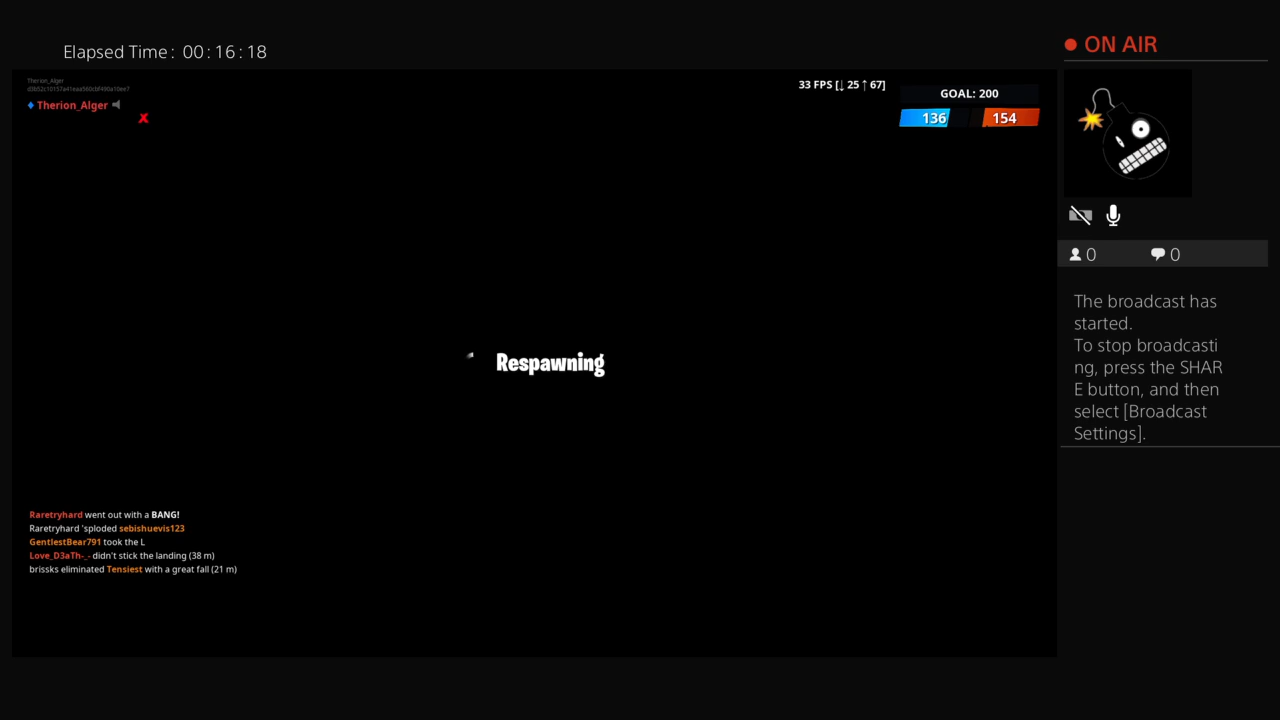 Elapsed Time: 00:16:18
ON AIR
Therion_Alger
Therion_Alger
X
33 FPS [↓ 25 ↑ 67]
GOAL: 200
136 154
0 0
The broadcast has
started.
To stop broadcasti
ng, press the SHAR
E button, and then
select [Broadcast
Settings].
Respawning
Raretryhard went out with a BANG!
Raretryhard 'sploded sebishuevis123
GentlestBear791 took the L
Love_D3aTh-_- didn't stick the landing (38 m)
brissks eliminated Tensiest with a great fall (21 m)